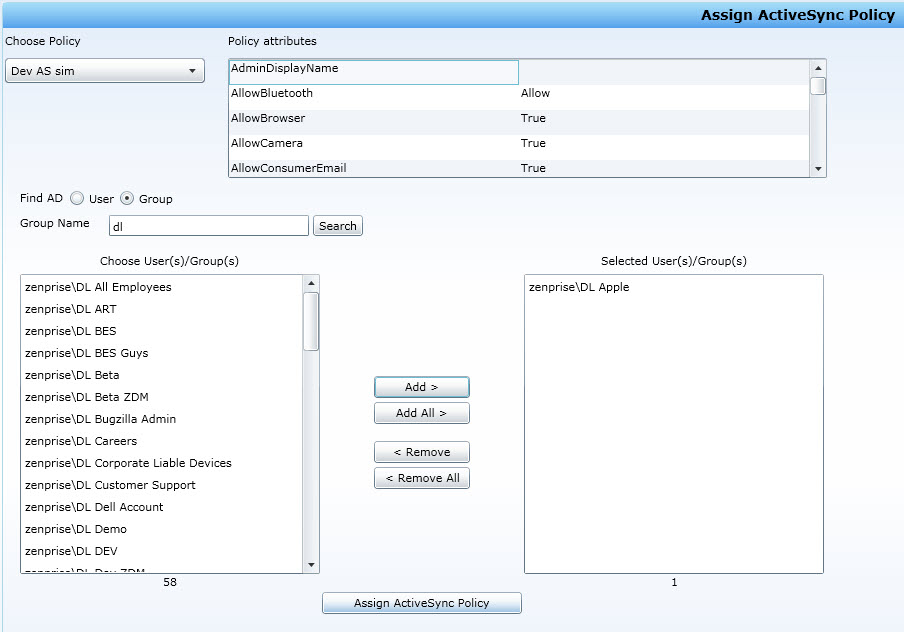 Assign ActiveSync Policy
Choose Policy
Policy attributes
Dev AS sim
AdminDisplayName
AllowBluetooth Allow
AllowBrowser True
AllowCamera True
AllowConsumerEmail True
Find AD User Group
Group Name dl Search
Choose User(s)/Group(s)
zenprise\DL All Employees
zenprise\DL ART
zenprise\DL BES
zenprise\DL BES Guys
zenprise\DL Beta
zenprise\DL Beta ZDM
zenprise\DL Bugzilla Admin
zenprise\DL Careers
zenprise\DL Corporate Liable Devices
zenprise\DL Customer Support
zenprise\DL Dell Account
zenprise\DL Demo
zenprise\DL DEV
zenprise\DL Dev ZDM
58
Add >
Add All >
< Remove
< Remove All
Selected User(s)/Group(s)
zenprise\DL Apple
1
Assign ActiveSync Policy